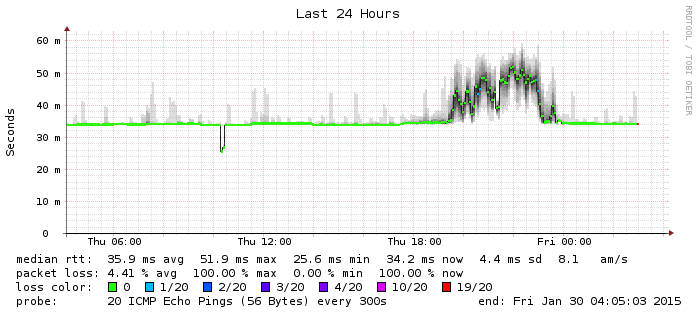 Last 24 Hours
RRDTOOL / TOBI OETIKER
Seconds
60 m
50 m
40 m
30 m
20 m
10 m
0
Thu 06:00 Thu 12:00 Thu 18:00 Fri 00:00
median rtt: 35.9 ms avg 51.9 ms max 25.6 ms min 34.2 ms now 4.4 ms sd 8.1 am/s
packet loss: 4.41 % avg 100.00 % max 0.00 % min 100.00 % now
loss color: 0 1/20 2/20 3/20 4/20 10/20 19/20
probe: 20 ICMP Echo Pings (56 Bytes) every 300s end: Fri Jan 30 04:05:03 2015